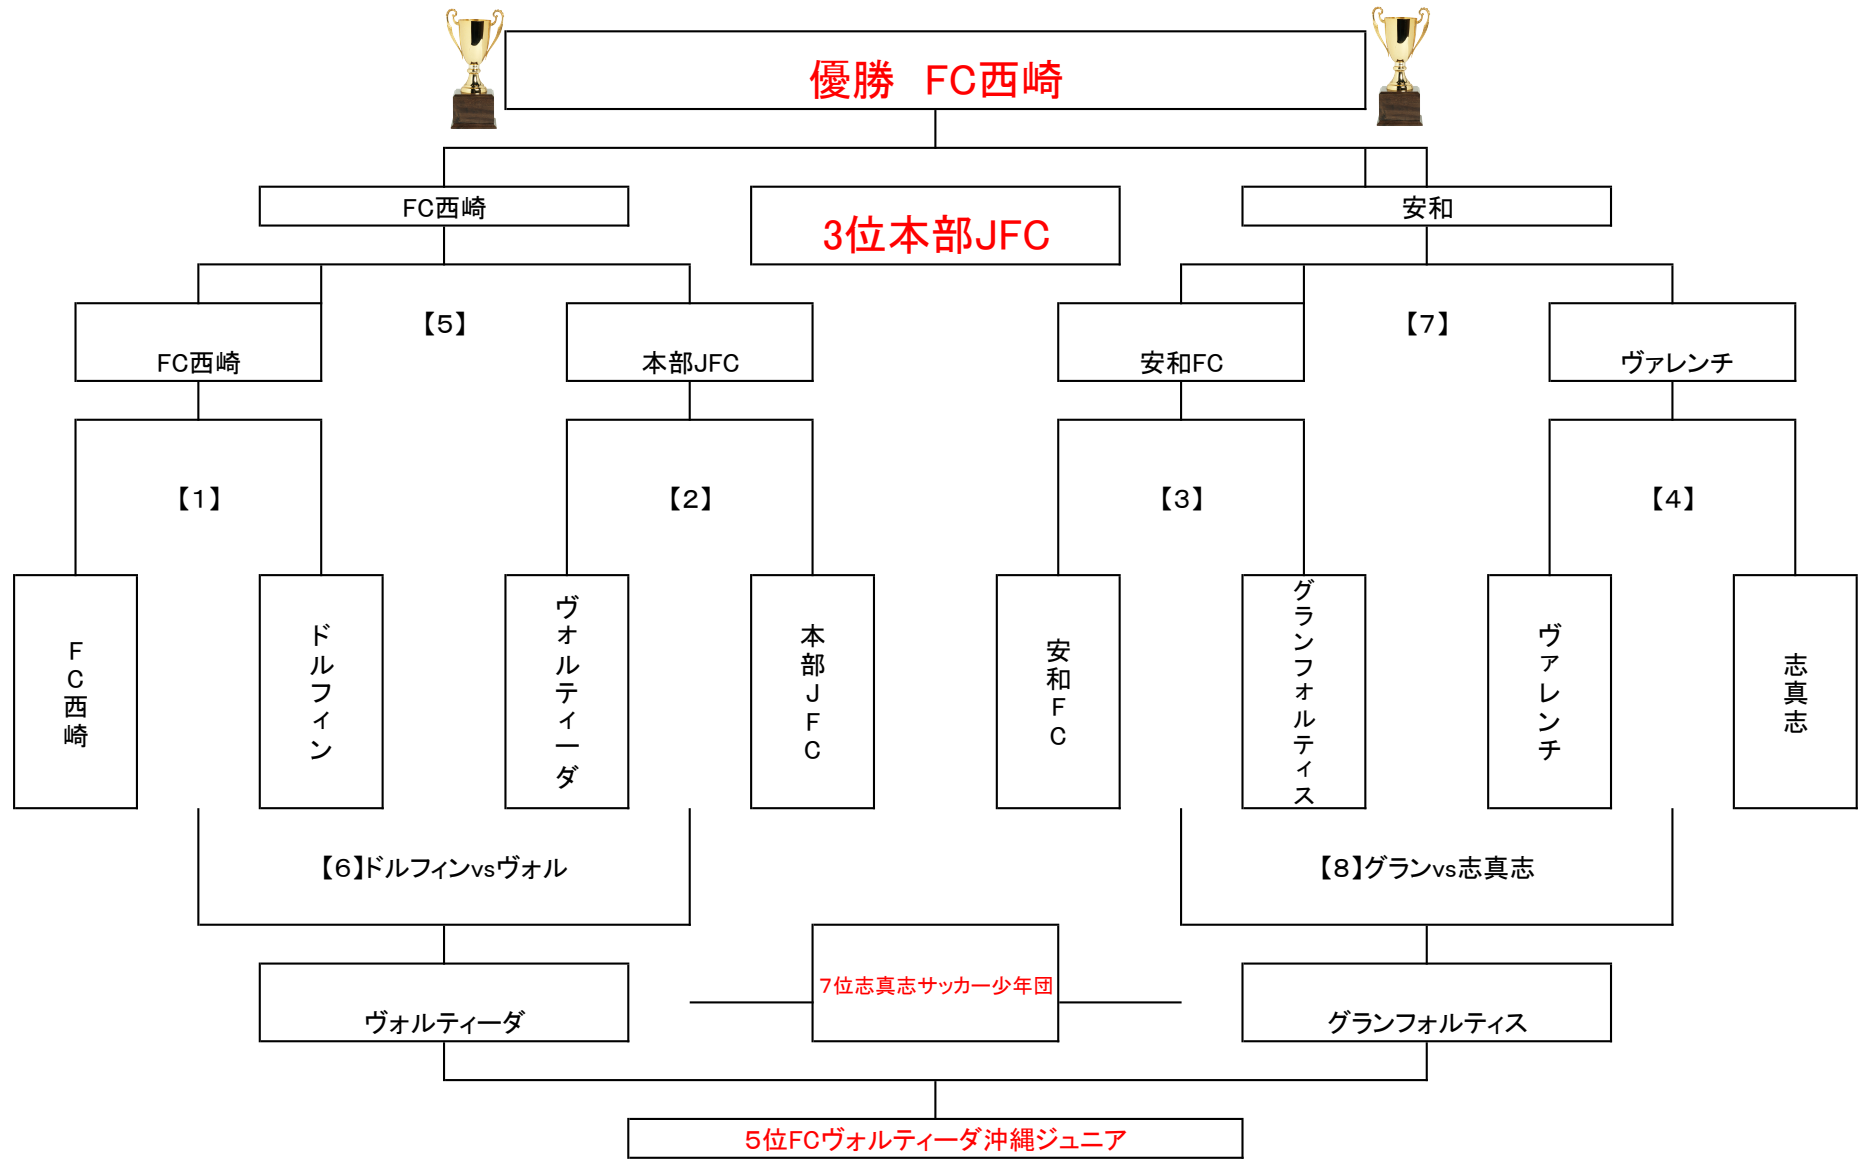 優勝　FC西崎
FC西崎
3位本部JFC
安和
【5】
【7】
FC西崎
本部JFC
安和FC
ヴァレンチ
【1】
【2】
【3】
【4】
FC西崎
ドルフィン
ヴォルティーダ
本部JFC
安和FC
グランフォルティス
ヴァレンチ
志真志
【6】ドルフィンvsヴォル
【8】グランvs志真志
7位志真志サッカー少年団
ヴォルティーダ
グランフォルティス
5位FCヴォルティーダ沖縄ジュニア